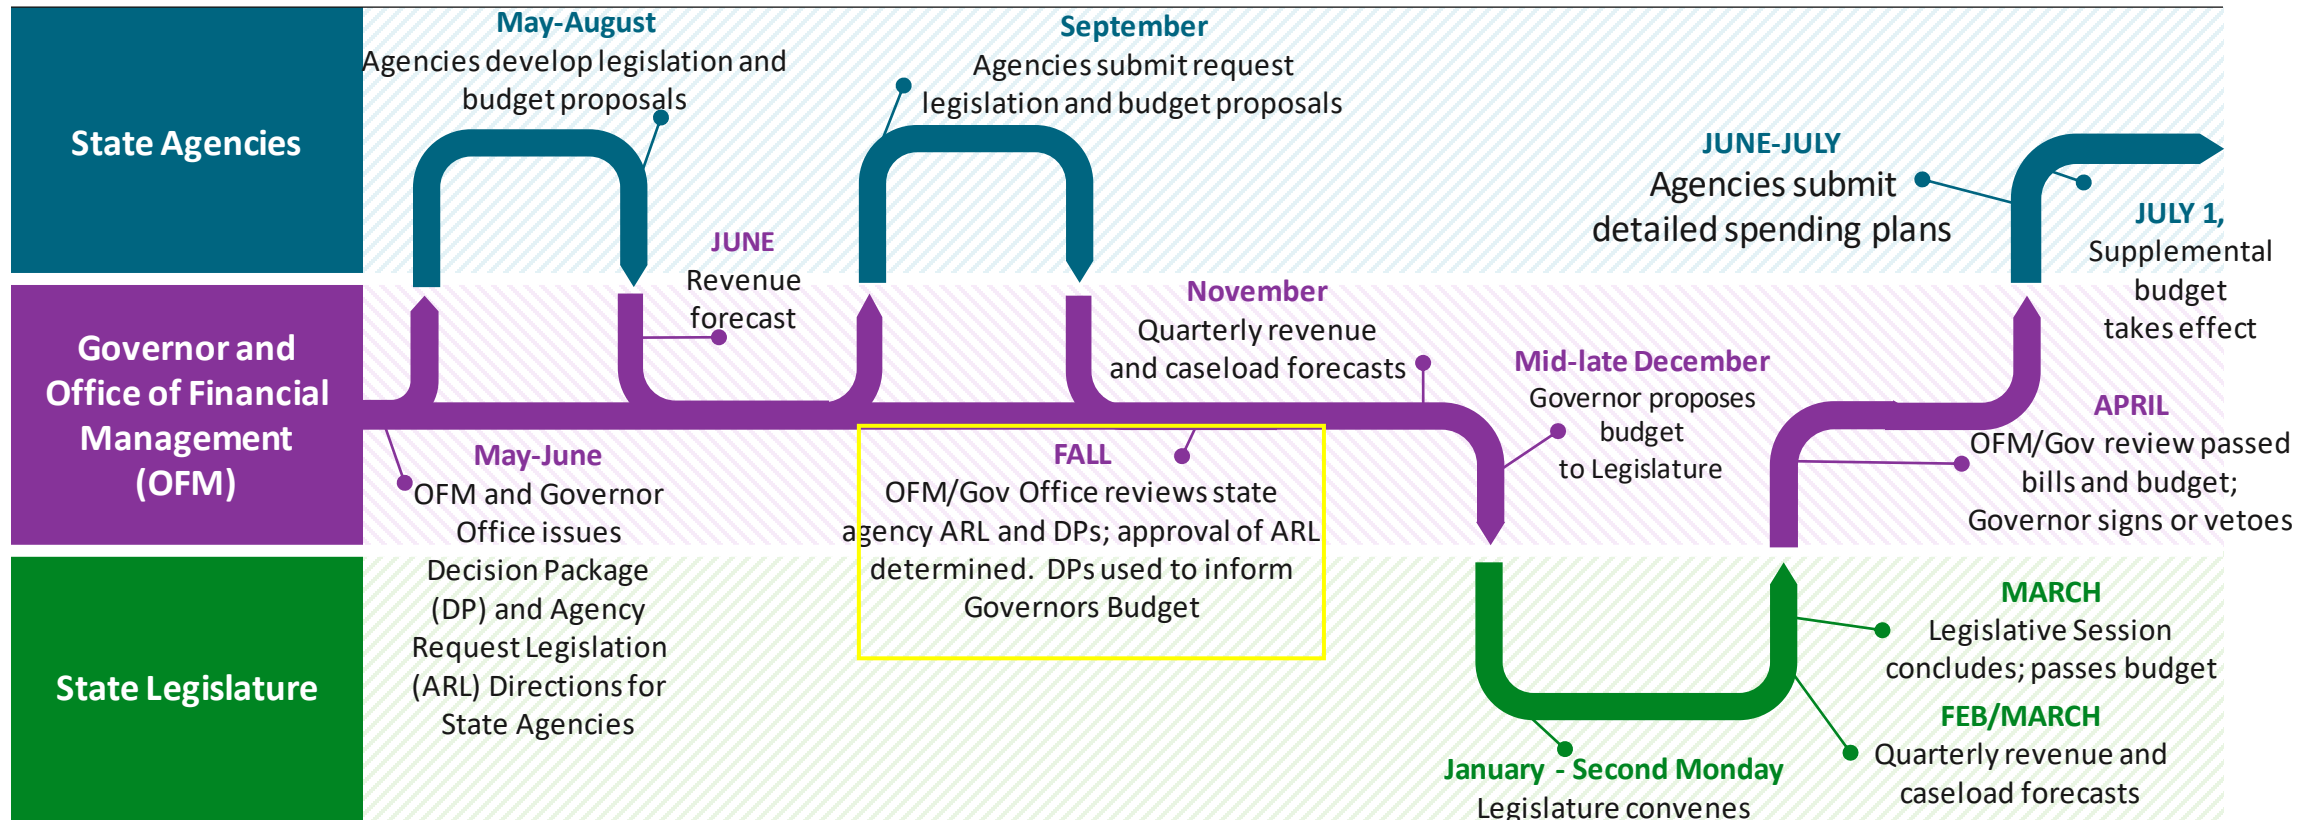 State Agencies
May-August
Agencies develop legislation and
budget proposals
September
Agencies submit request
legislation and budget proposals
JUNE-JULY
Agencies submit
detailed spending plans
JULY 1,
Supplemental
budget
takes effect
Governor and
Office of Financial
Management
(OFM)
May-June
OFM and Governor
Office issues
Decision Package
(DP) and Agency
Request Legislation
(ARL) Directions for
State Agencies
JUNE
Revenue
forecast
FALL
OFM/Gov Office reviews state
agency ARL and DPs; approval of ARL
determined. DPs used to inform
Governors Budget
November
Quarterly revenue
and caseload forecasts
Mid-late December
Governor proposes
budget
to Legislature
APRIL
OFM/Gov review passed
bills and budget;
Governor signs or vetoes
State Legislature
January - Second Monday
Legislature convenes
MARCH
Legislative Session
concludes; passes budget
FEB/MARCH
Quarterly revenue and
caseload forecasts